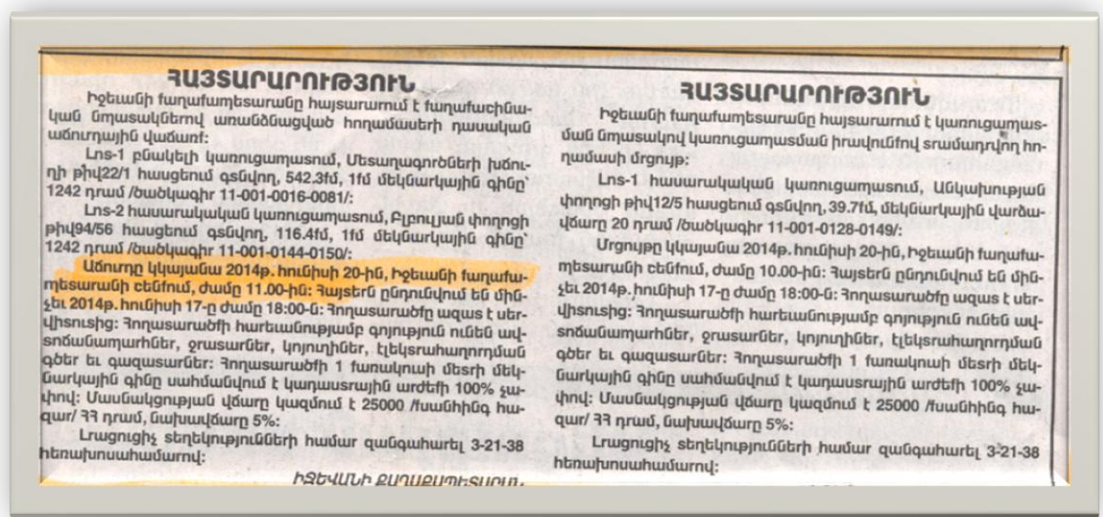 ՀԱՅՏԱՐԱՐՈՒԹՅՈՒՆ
Իջեւանի քաղաքապետարանը հայտարարում է քաղաքաշինա-
կան նպատակներով առանձնացված հողամասերի դասական
աճուրդային վաճառք:
Լոտ-1 բնակելի կառուցապատում, Մետաղագործների խճու-
ղի թիվ22/1 հասցեում գտնվող, 542.3քմ, 1քմ մեկնարկային գինը՝
1242 դրամ /ծածկագիր 11-001-0016-0081/:
Լոտ-2 հասարակական կառուցապատում, Բլբուլյան փողոցի
թիվ94/56 հասցեում գտնվող, 116.4քմ, 1քմ մեկնարկային գինը՝
1242 դրամ /ծածկագիր 11-001-0144-0150/:
Աճուրդը կկայանա 2014թ. հունիսի 20-ին, Իջեւանի քաղաքա-
պետարանի շենքում, ժամը 11.00-ին: Հայտերն ընդունվում են մին-
չեւ 2014թ. հունիսի 17-ը ժամը 18:00-ն: Հողատարածքը ազատ է սեր-
վիտուտից: Հողատարածքի հարեւանությամբ գոյություն ունեն ավ-
տոճանապարհներ, ջրատարներ, կոյուղիներ, էլեկտրահաղորդման
գծեր եւ գազատարներ: Հողատարածքի 1 քառակուսի մետրի մեկ-
նարկային գինը սահմանվում է կադաստրային արժեքի 100% չա-
փով: Մասնակցության վճարը կազմում է 25000 /քսանհինգ հա-
զար/ ՀՀ դրամ, նախավճարը 5%:
Լրացուցիչ տեղեկությունների համար զանգահարել 3-21-38
հեռախոսահամարով:
ԻՋԵՎԱՆԻ ՔԱՂԱՔԱՊԵՏԱՐԱՆ
ՀԱՅՏԱՐԱՐՈՒԹՅՈՒՆ
Իջեւանի քաղաքապետարանը հայտարարում է կառուցապատ-
ման նպատակով կառուցապատման իրավունքով տրամադրվող հո-
ղամասի մրցույթ:
Լոտ-1 հասարակական կառուցապատում, Անկախության
փողոցի թիվ12/5 հասցեում գտնվող, 39.7քմ, մեկնարկային վարձա-
վճարը 20 դրամ /ծածկագիր 11-001-0128-0149/:
Մրցույթը կկայանա 2014թ. հունիսի 20-ին, Իջեւանի քաղաքա-
պետարանի շենքում, ժամը 10.00-ին: Հայտերն ընդունվում են մին-
չեւ 2014թ. հունիսի 17-ը ժամը 18:00-ն: Հողատարածքը ազատ է սեր-
վիտուտից: Հողատարածքի հարեւանությամբ գոյություն ունեն ավ-
տոճանապարհներ, ջրատարներ, կոյուղիներ, էլեկտրահաղորդման
գծեր եւ գազատարներ: Հողատարածքի 1 քառակուսի մետրի մեկ-
նարկային գինը սահմանվում է կադաստրային արժեքի 100% չա-
փով: Մասնակցության վճարը կազմում է 25000 /քսանհինգ հա-
զար/ ՀՀ դրամ, նախավճարը 5%:
Լրացուցիչ տեղեկությունների համար զանգահարել 3-21-38
հեռախոսահամարով: